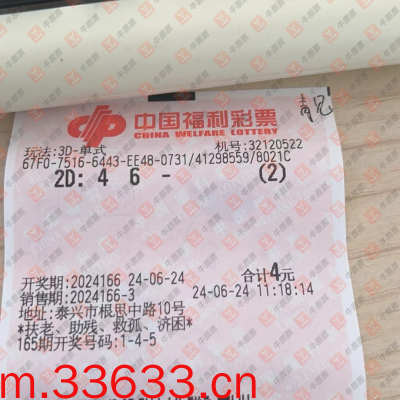 中国福利彩票
CHINA WELFARE LOTTERY
玩法:3D-单式 机号:32120522
67F0-7516-6443-EE48-0731/41298559/8021C
2D: 4 6 - (2)
开奖期:2024166 24-06-24 合计4元
销售期:2024166-3 24-06-24 11:18:14
地址:泰兴市根思中路10号
*扶老、助残、救孤、济困*
165期开奖号码:1-4-5
m.33633.cn